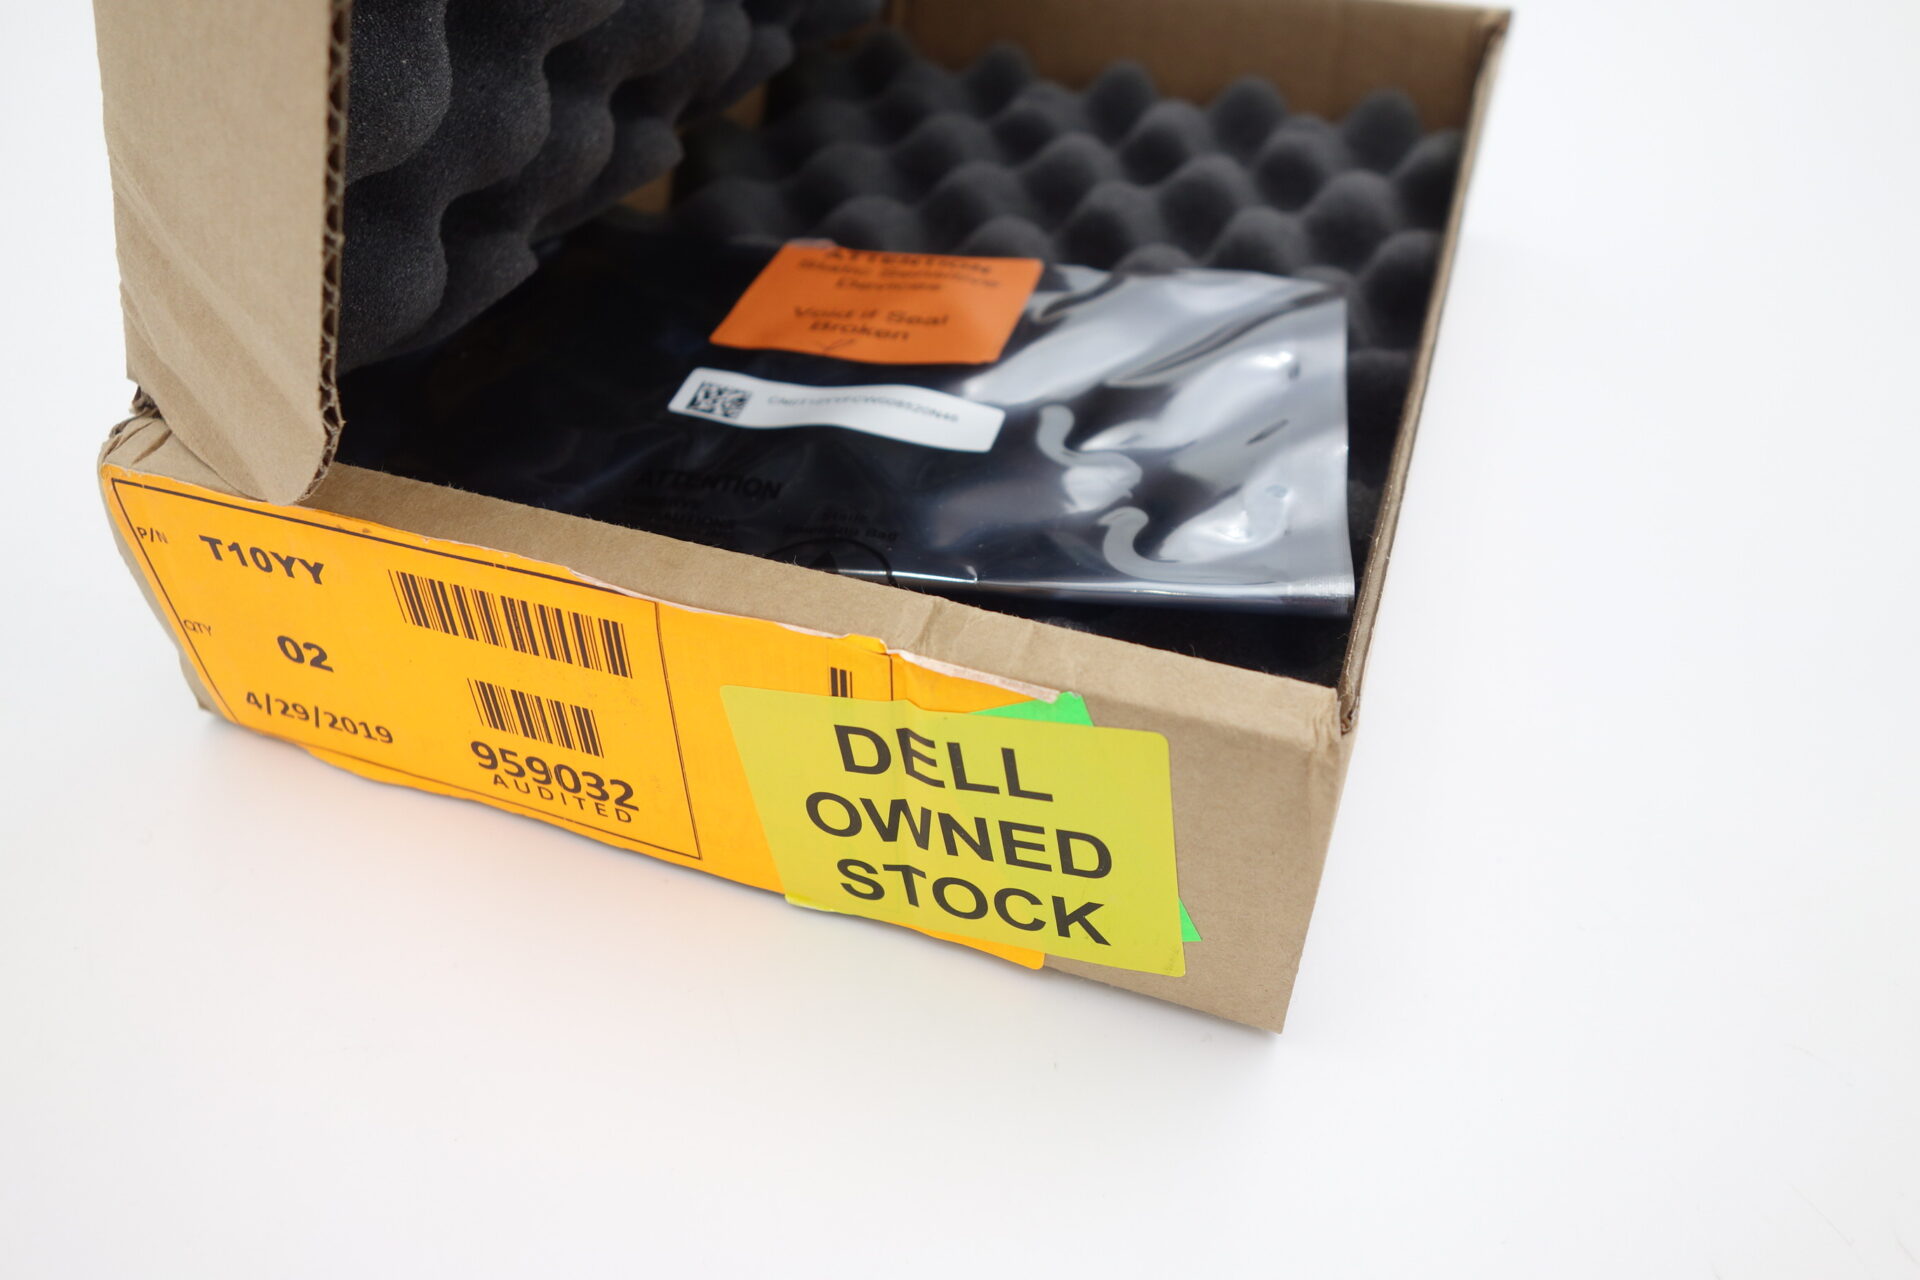 ATTENTION
Static Sensitive
Devices
Void if Seal
Broken
ATTENTION
Static
P/N T10YY
QTY 02
4/29/2019
959032
AUDITED
DELL
OWNED
STOCK